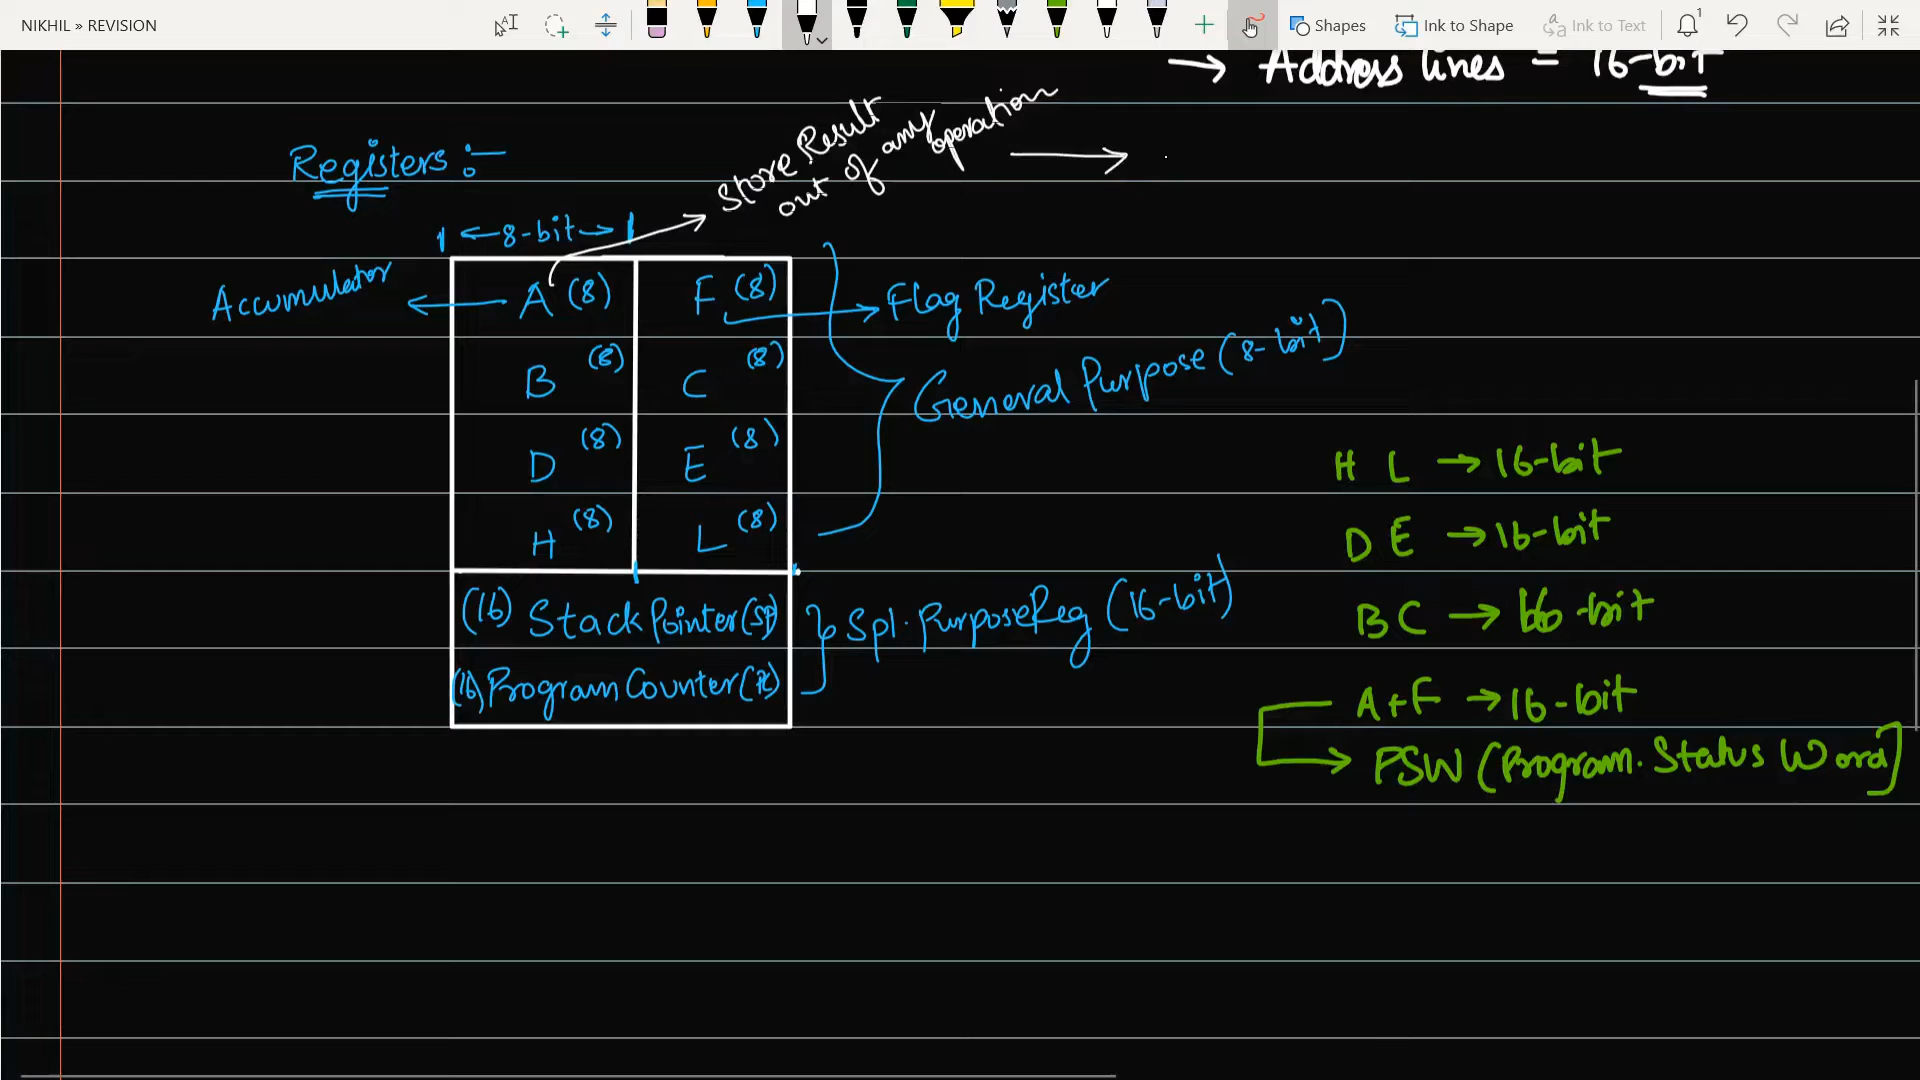 NIKHIL » REVISION
Shapes
Ink to Shape
Ink to Text
1
→ Address lines = 16-bit
Registers :-
Store Result
out of any operation →
← 8-bit →
Accumulator ← A (8)
F (8) → Flag Register
B (8)
C (8)
General Purpose (8-bit)
D (8)
E (8)
H (8)
L (8)
(16) Stack Pointer (SP)
(16) Program Counter (PC)
Spl. Purpose Reg (16-bit)
H L → 16-bit
D E → 16-bit
B C → 16-bit
A+F → 16-bit
→ PSW (Program. Status Word)